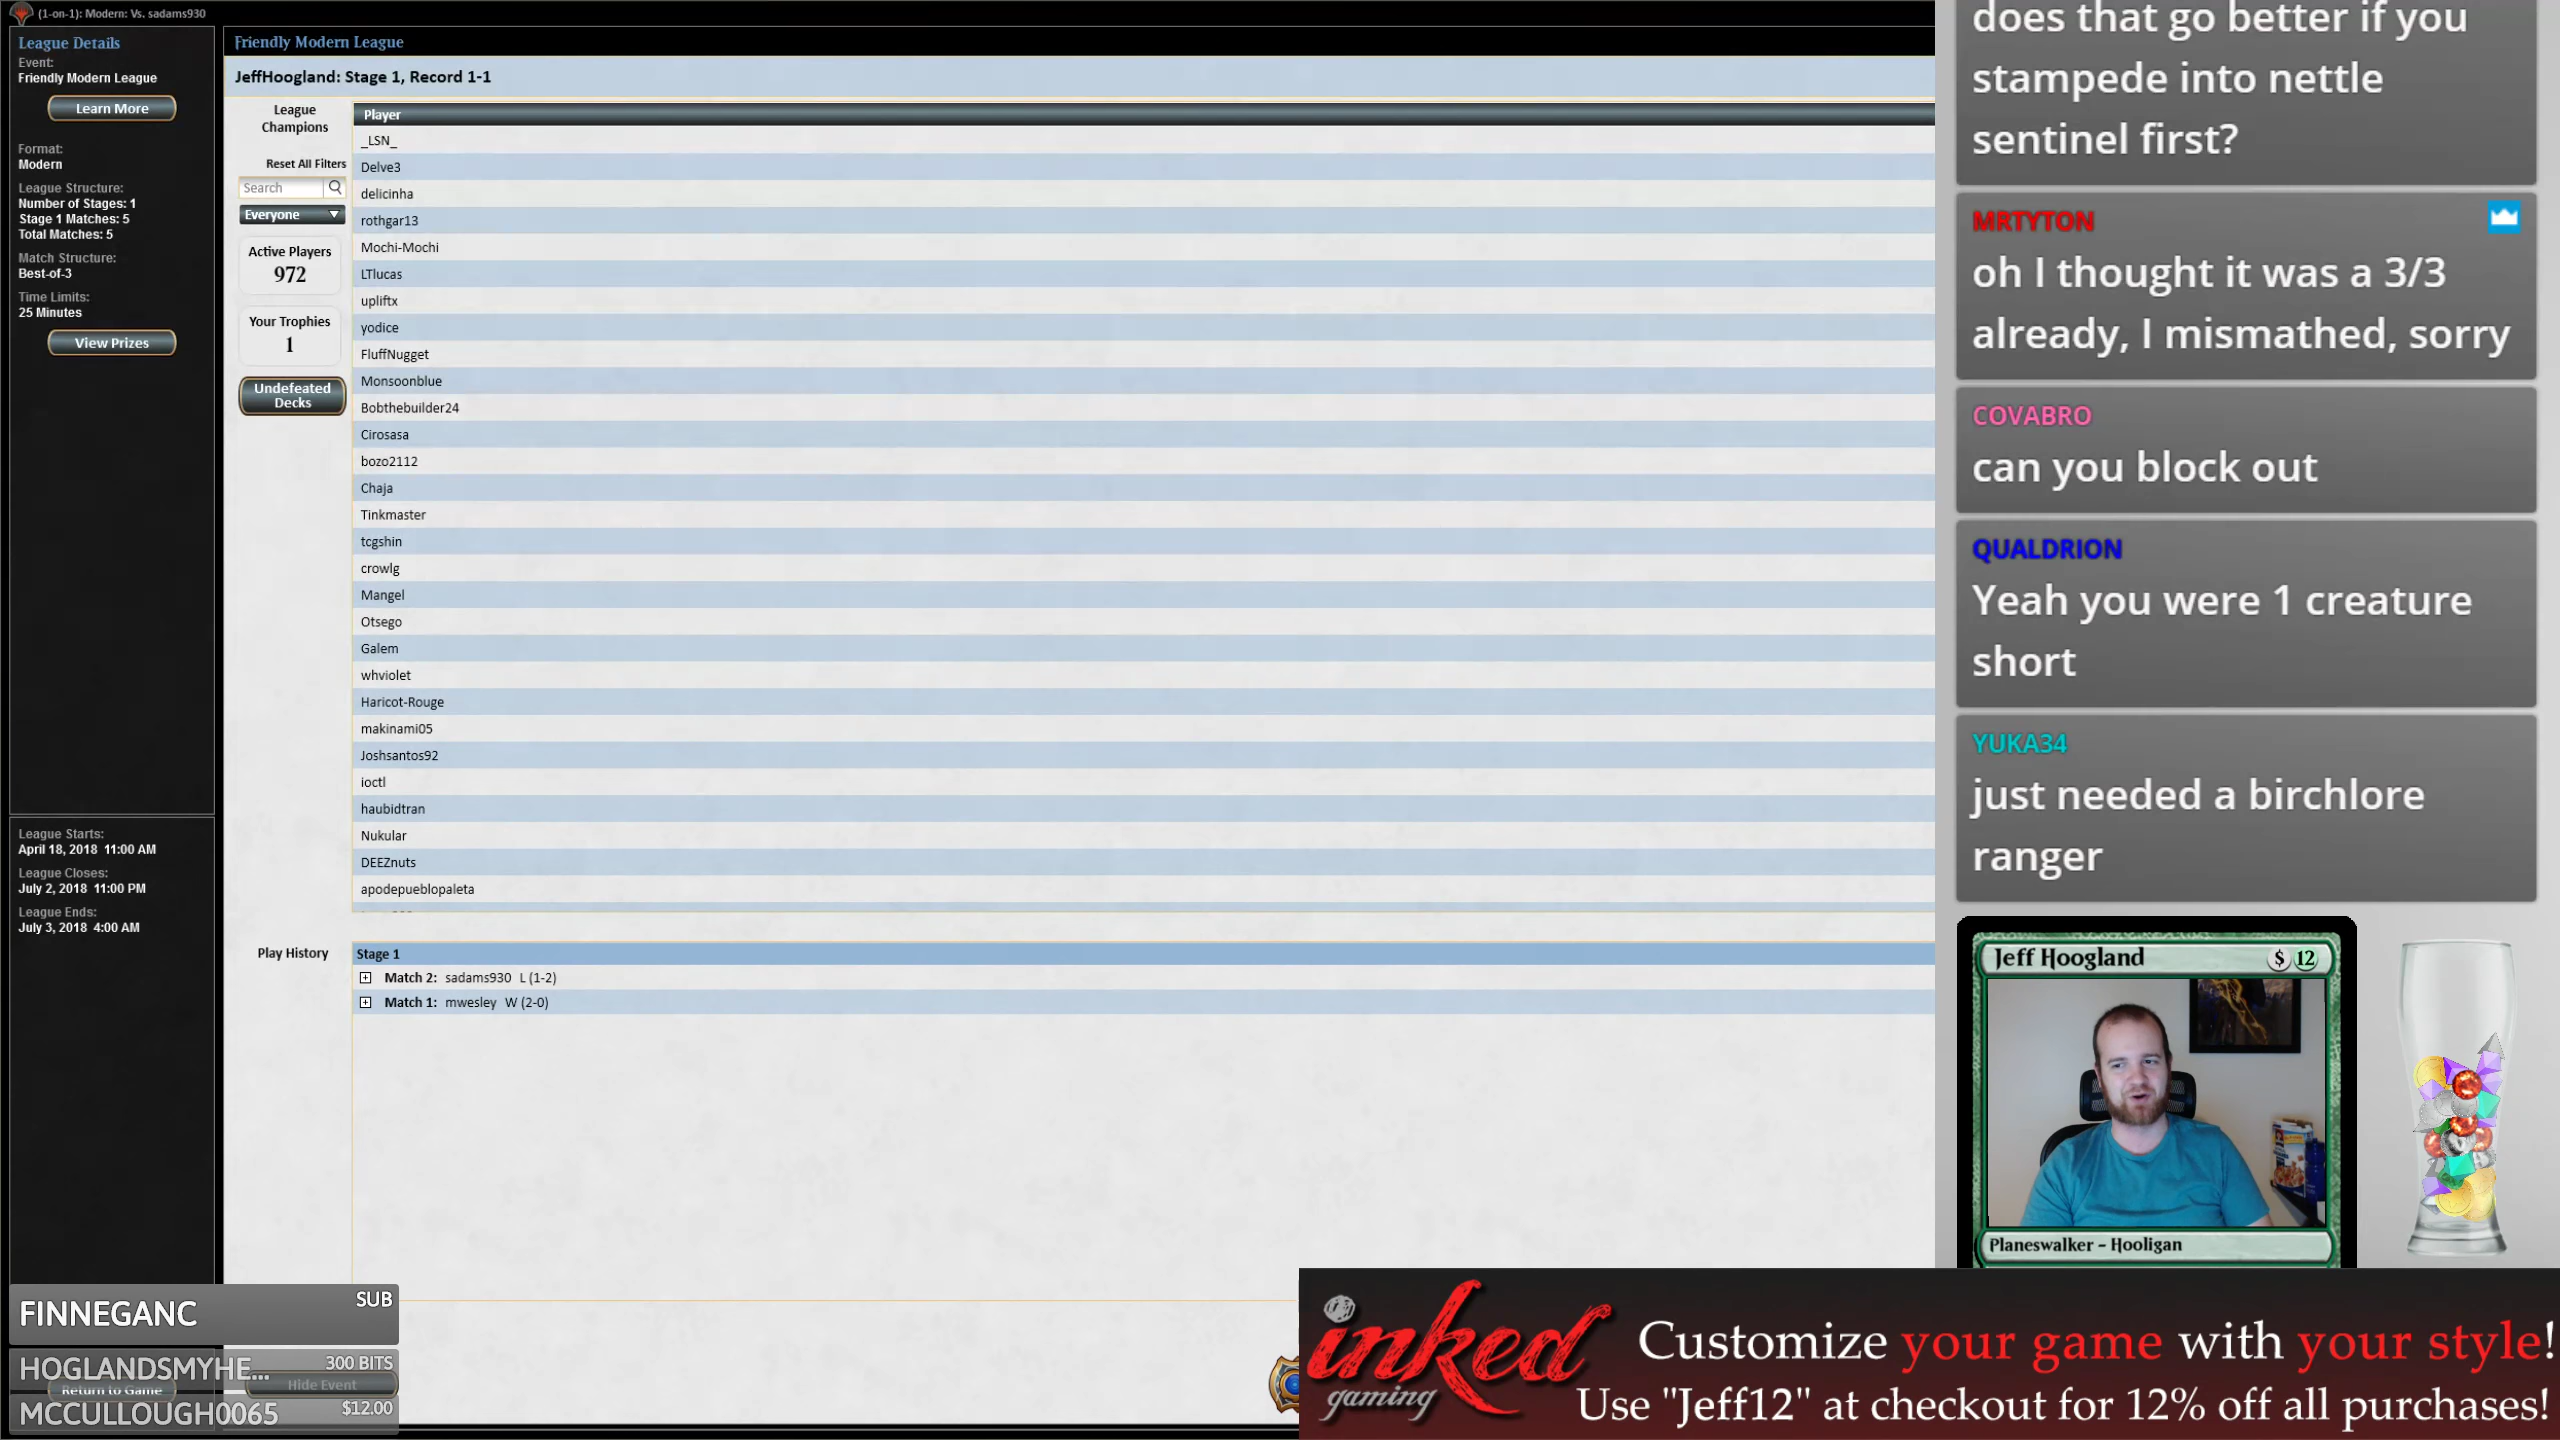 (1-on-1): Modern: Vs. sadams930
League Details
Event:
Friendly Modern League
Learn More
Format:
Modern
League Structure:
Number of Stages: 1
Stage 1 Matches: 5
Total Matches: 5
Match Structure:
Best-of-3
Time Limits:
25 Minutes
View Prizes
League Starts:
April 18, 2018 11:00 AM
League Closes:
July 2, 2018 11:00 PM
League Ends:
July 3, 2018 4:00 AM
Friendly Modern League
JeffHoogland: Stage 1, Record 1-1
League
Champions
Reset All Filters
Search
Everyone
Active Players
972
Your Trophies
1
Undefeated
Decks
Player
_LSN_
Delve3
delicinha
rothgar13
Mochi-Mochi
LTlucas
upliftx
yodice
FluffNugget
Monsoonblue
Bobthebuilder24
Cirosasa
bozo2112
Chaja
Tinkmaster
tcgshin
crowlg
Mangel
Otsego
Galem
whviolet
Haricot-Rouge
makinami05
Joshsantos92
ioctl
haubidtran
Nukular
DEEZnuts
apodepueblopaleta
Play History
Stage 1
Match 2: sadams930 L (1-2)
Match 1: mwesley W (2-0)
FINNEGANC SUB
HOGLANDSMYHE... 300 BITS
Return to Game
Hide Event
MCCULLOUGH0065 $12.00
does that go better if you
stampede into nettle
sentinel first?
MRTYTON
oh I thought it was a 3/3
already, I mismathed, sorry
COVABRO
can you block out
QUALDRION
Yeah you were 1 creature
short
YUKA34
just needed a birchlore
ranger
Jeff Hoogland $ 12
Planeswalker – Hooligan
inked
gaming
Customize your game with your style!
Use "Jeff12" at checkout for 12% off all purchases!